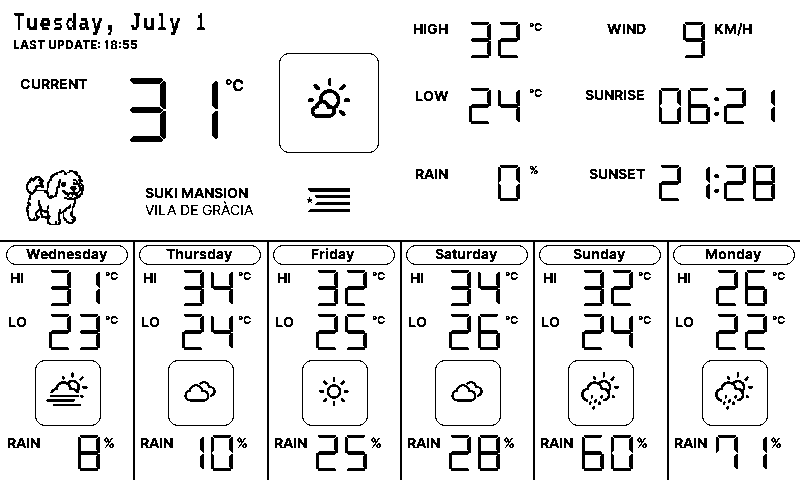 Tuesday, July 1
LAST UPDATE: 18:55
CURRENT 31 °C
HIGH 32 °C
WIND 9 KM/H
LOW 24 °C
SUNRISE 06:21
RAIN 0 %
SUNSET 21:28
SUKI MANSION
VILA DE GRÀCIA
Wednesday
HI 31 °C
LO 23 °C
RAIN 8 %
Thursday
HI 34 °C
LO 24 °C
RAIN 10 %
Friday
HI 32 °C
LO 25 °C
RAIN 25 %
Saturday
HI 34 °C
LO 26 °C
RAIN 28 %
Sunday
HI 32 °C
LO 24 °C
RAIN 60 %
Monday
HI 26 °C
LO 22 °C
RAIN 71 %